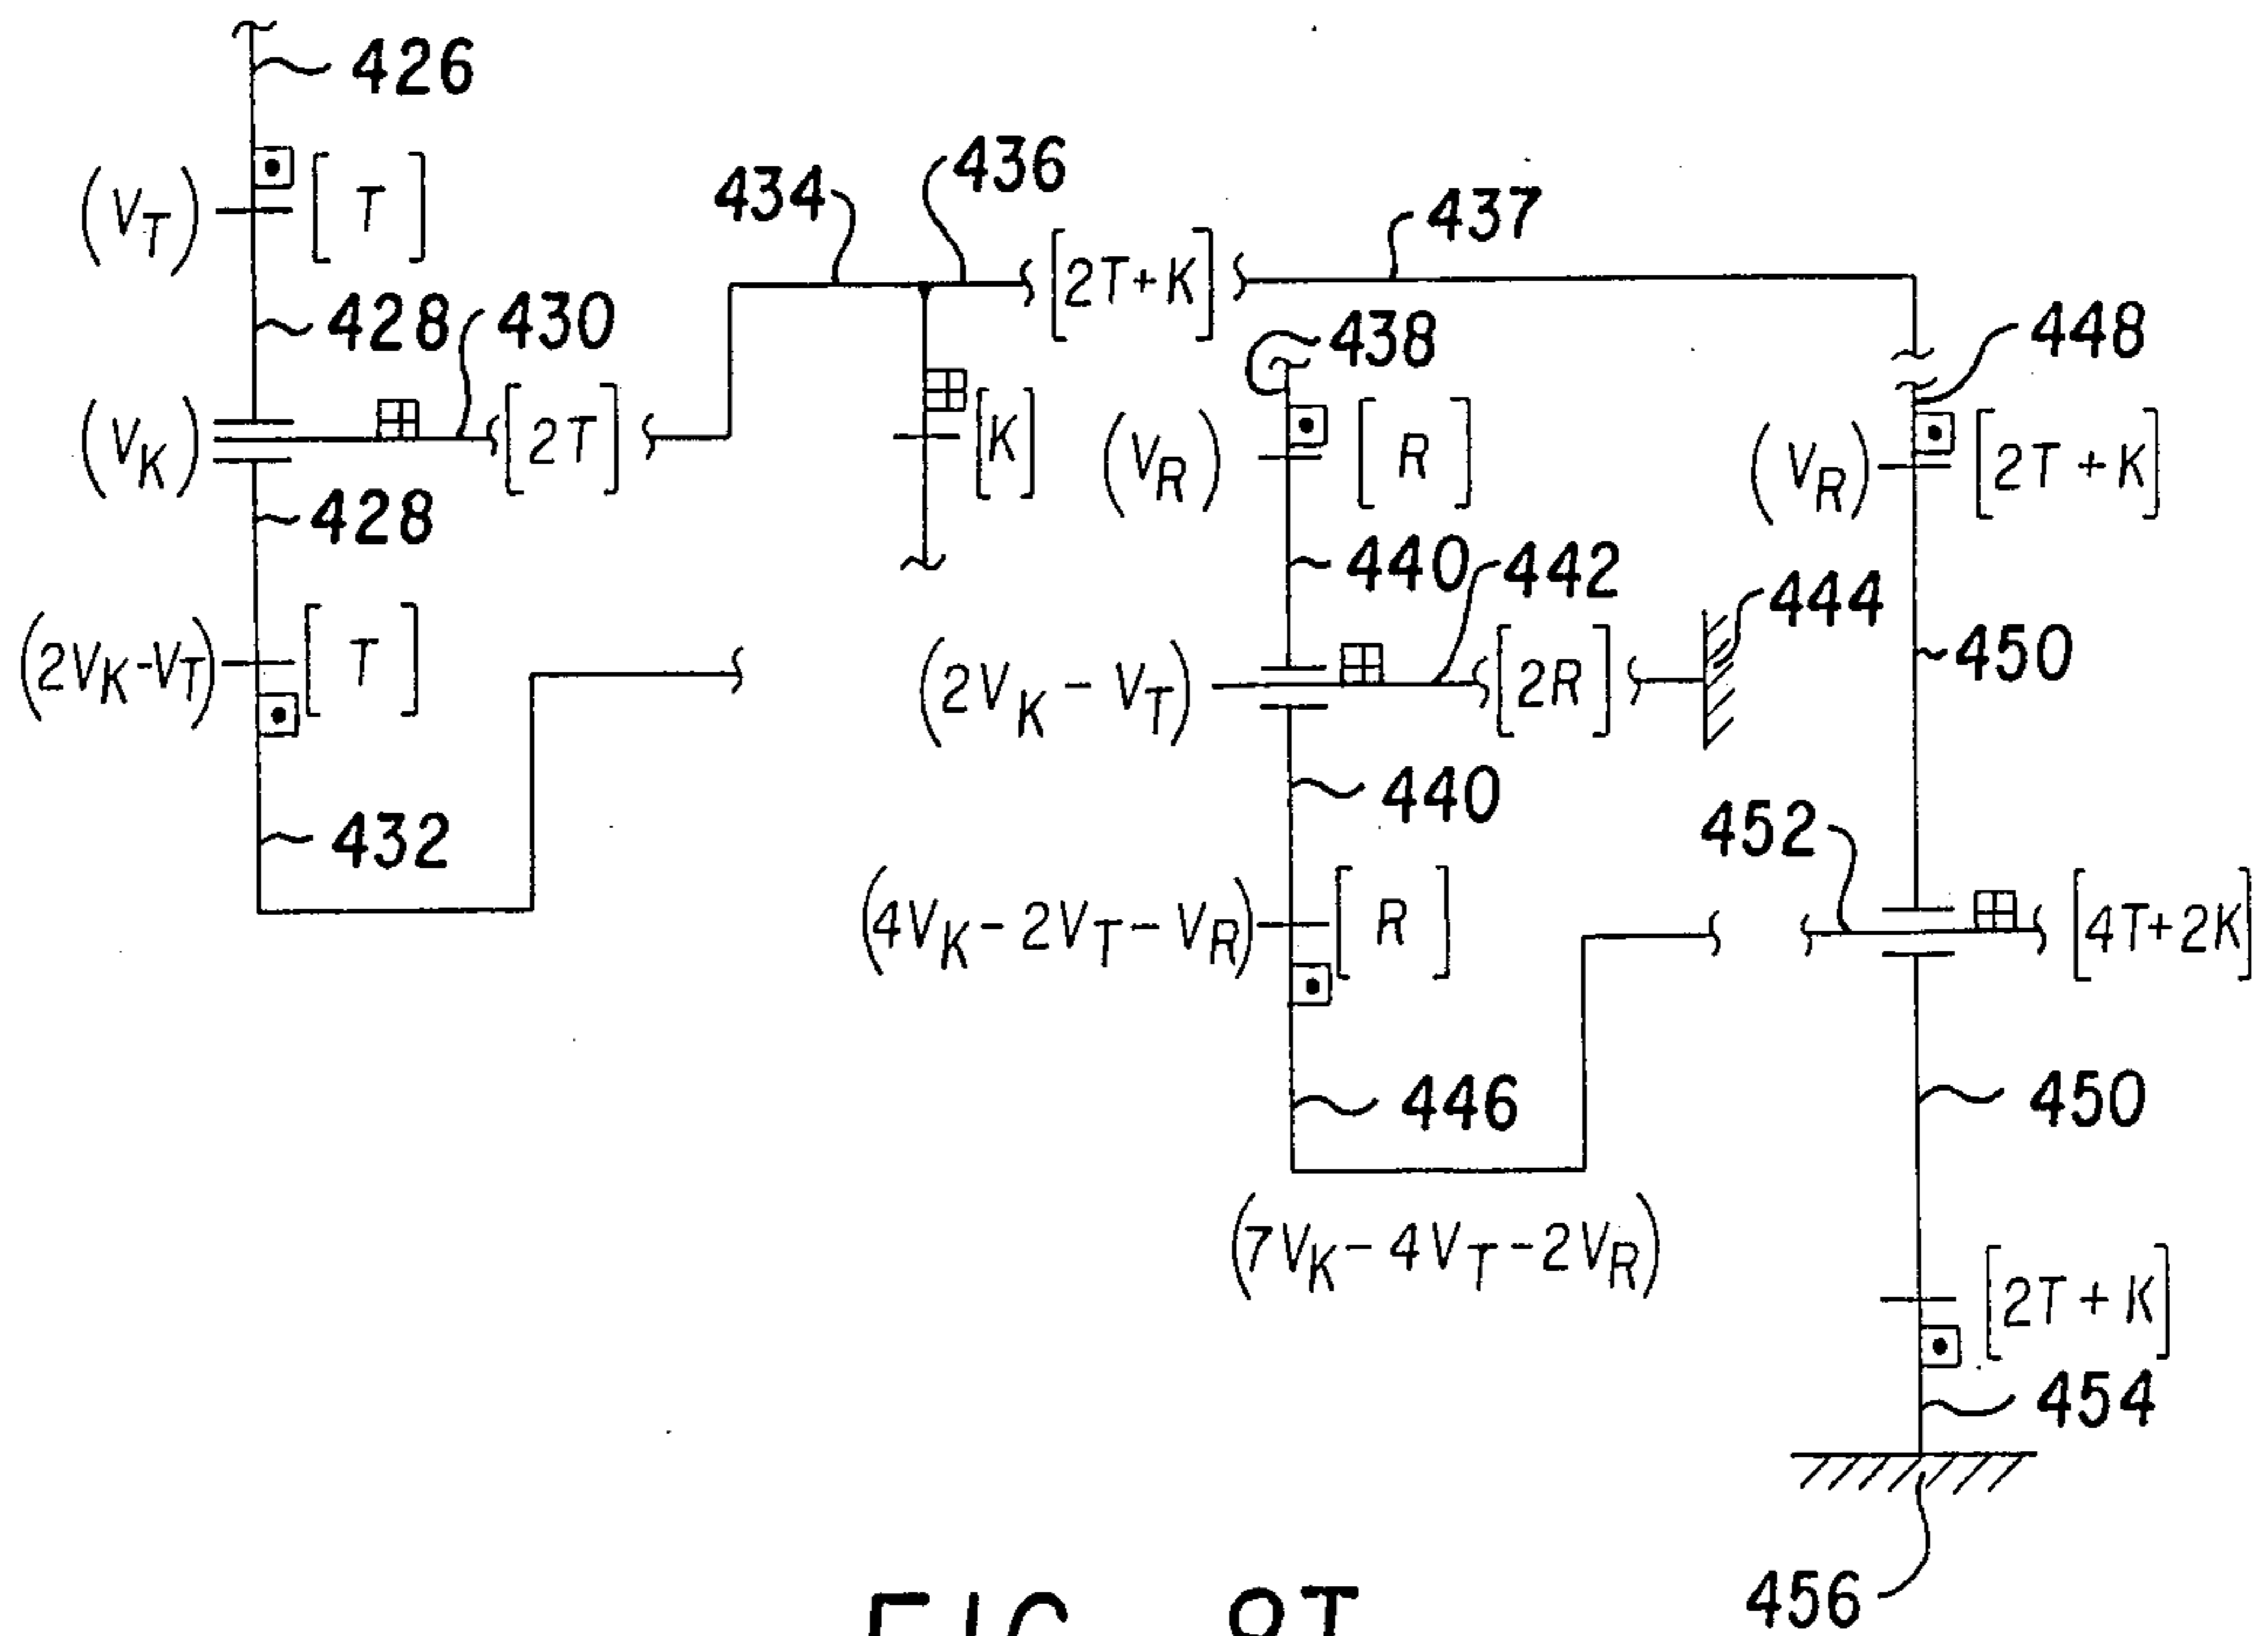 426
(V_T) [ T ]
434
436
437
[2T+K]
428
430
448
438
(V_K) [2T]
[K]
(V_R) [ R ]
(V_R) [2T+K]
428
440
442
444
450
(2V_K-V_T) [ T ]
(2V_K - V_T) [2R]
440
452
432
(4V_K - 2V_T - V_R) [ R ]
[4T+2K]
446
450
(7V_K - 4V_T - 2V_R)
[2T+K]
454
456